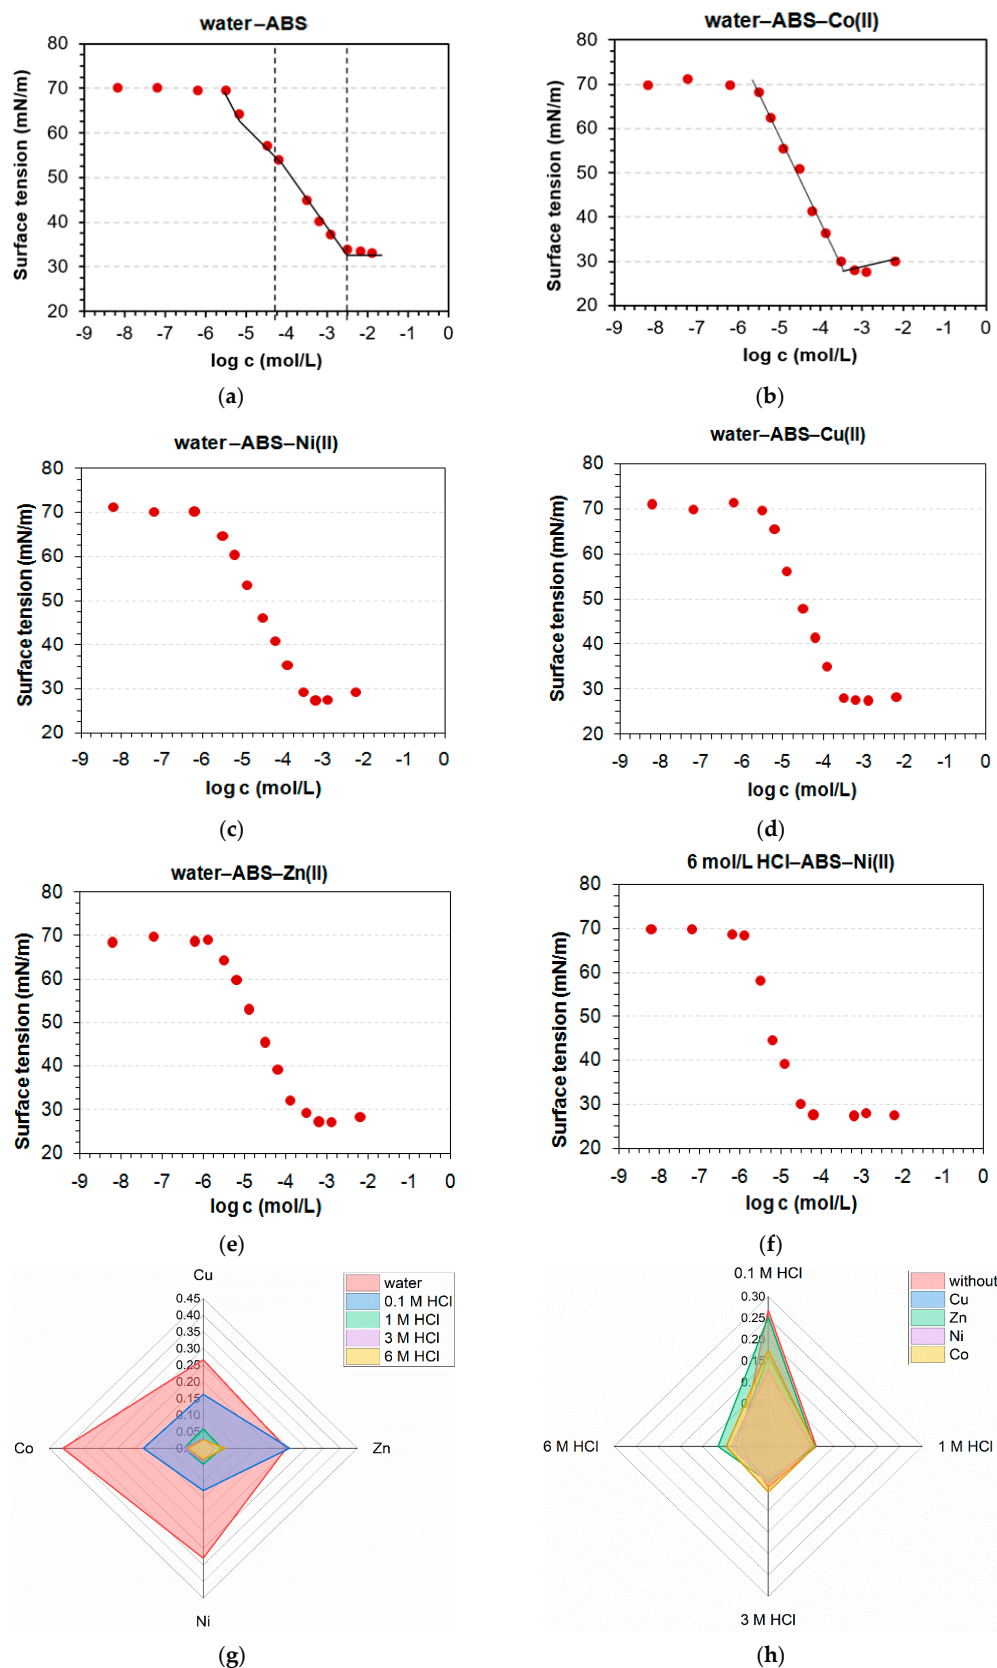 water –ABS
Surface tension (mN/m)
80
70
60
50
40
30
20
-9 -8 -7 -6 -5 -4 -3 -2 -1 0
log c (mol/L)
(a)
water–ABS–Co(II)
Surface tension (mN/m)
80
70
60
50
40
30
20
-9 -8 -7 -6 -5 -4 -3 -2 -1 0
log c (mol/L)
(b)
water –ABS–Ni(II)
Surface tension (mN/m)
80
70
60
50
40
30
20
-9 -8 -7 -6 -5 -4 -3 -2 -1 0
log c (mol/L)
(c)
water–ABS–Cu(II)
Surface tension (mN/m)
80
70
60
50
40
30
20
-9 -8 -7 -6 -5 -4 -3 -2 -1 0
log c (mol/L)
(d)
water–ABS–Zn(II)
Surface tension (mN/m)
80
70
60
50
40
30
20
-9 -8 -7 -6 -5 -4 -3 -2 -1 0
log c (mol/L)
(e)
6 mol/L HCl–ABS–Ni(II)
Surface tension (mN/m)
80
70
60
50
40
30
20
-9 -8 -7 -6 -5 -4 -3 -2 -1 0
log c (mol/L)
(f)
Cu
0.45
0.40
0.35
0.30
0.25
0.20
0.15
0.10
0.05
Co
Zn
Ni
water
0.1 M HCl
1 M HCl
3 M HCl
6 M HCl
(g)
0.1 M HCl
0.30
0.25
0.20
0.15
0.10
6 M HCl
1 M HCl
3 M HCl
without
Cu
Zn
Ni
Co
(h)